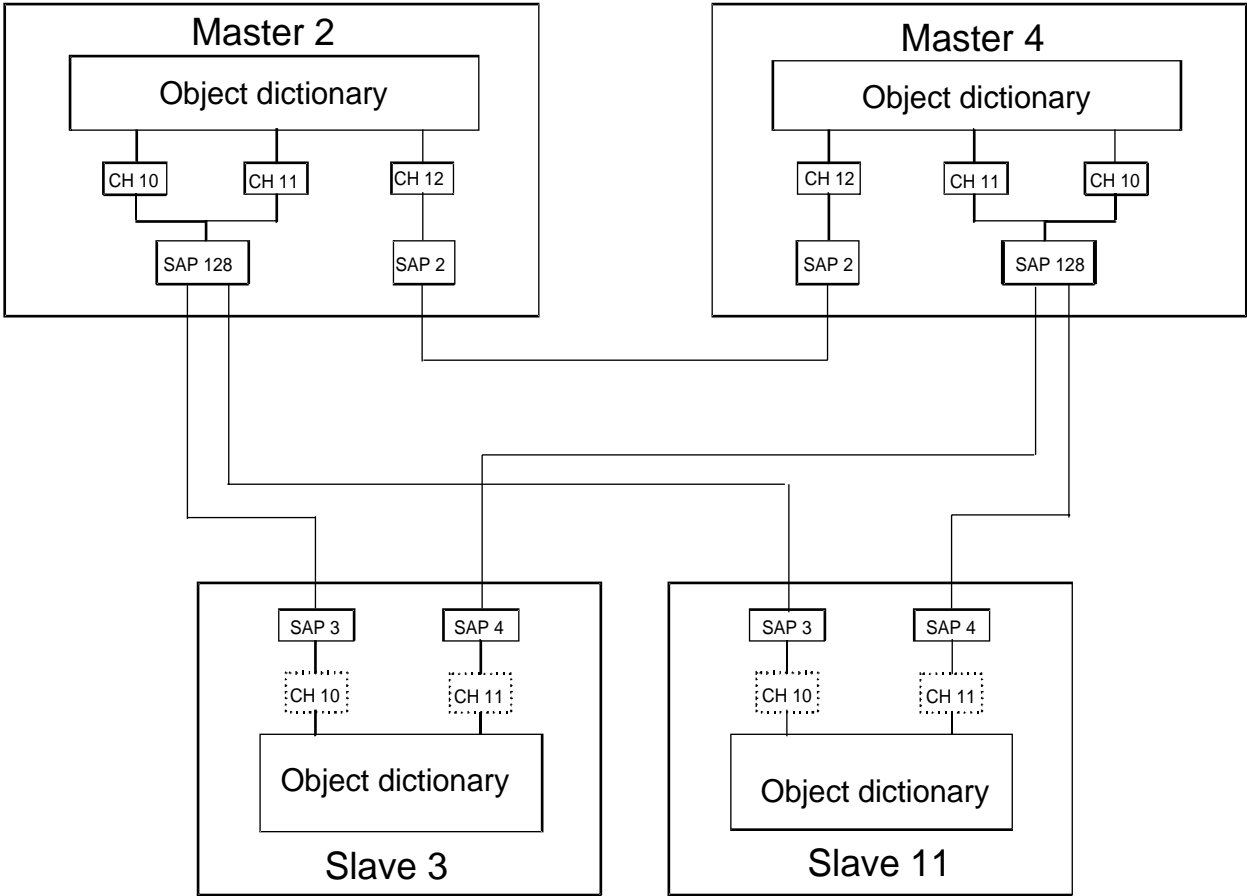 Master 2
Object dictionary
CH 10
CH 11
CH 12
SAP 128
SAP 2
Master 4
Object dictionary
CH 12
CH 11
CH 10
SAP 2
SAP 128
SAP 3
SAP 4
CH 10
CH 11
Object dictionary
Slave 3
SAP 3
SAP 4
CH 10
CH 11
Object dictionary
Slave 11